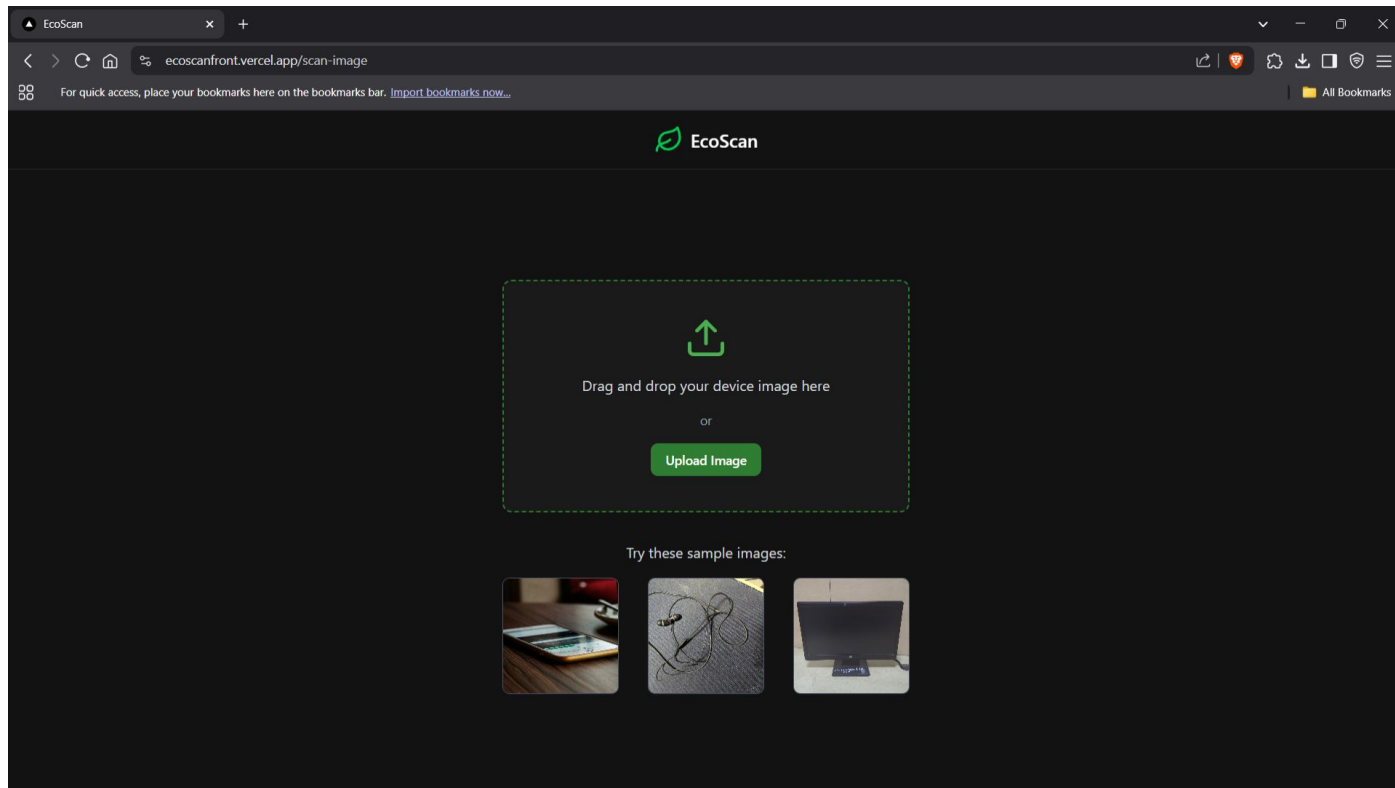 EcoScan
ecoscanfront.vercel.app/scan-image
For quick access, place your bookmarks here on the bookmarks bar. Import bookmarks now...
All Bookmarks
EcoScan
Drag and drop your device image here
or
Upload Image
Try these sample images: